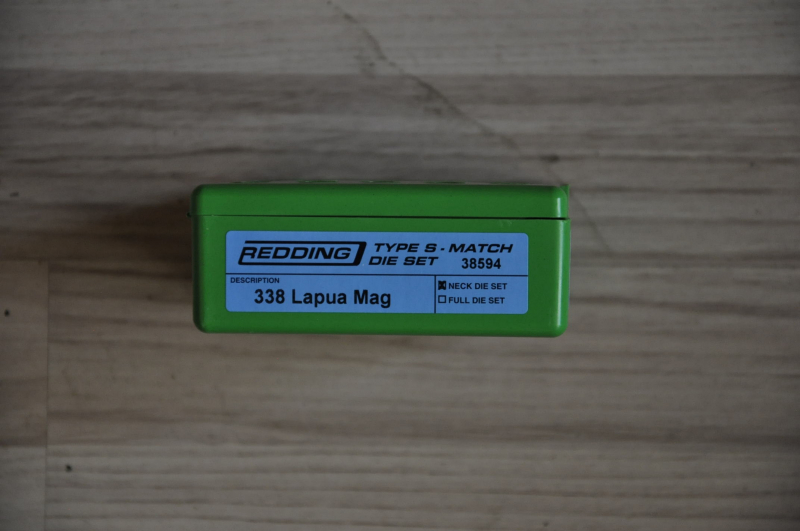 REDDING
TYPE S - MATCH
DIE SET 38594
DESCRIPTION
338 Lapua Mag
NECK DIE SET
FULL DIE SET